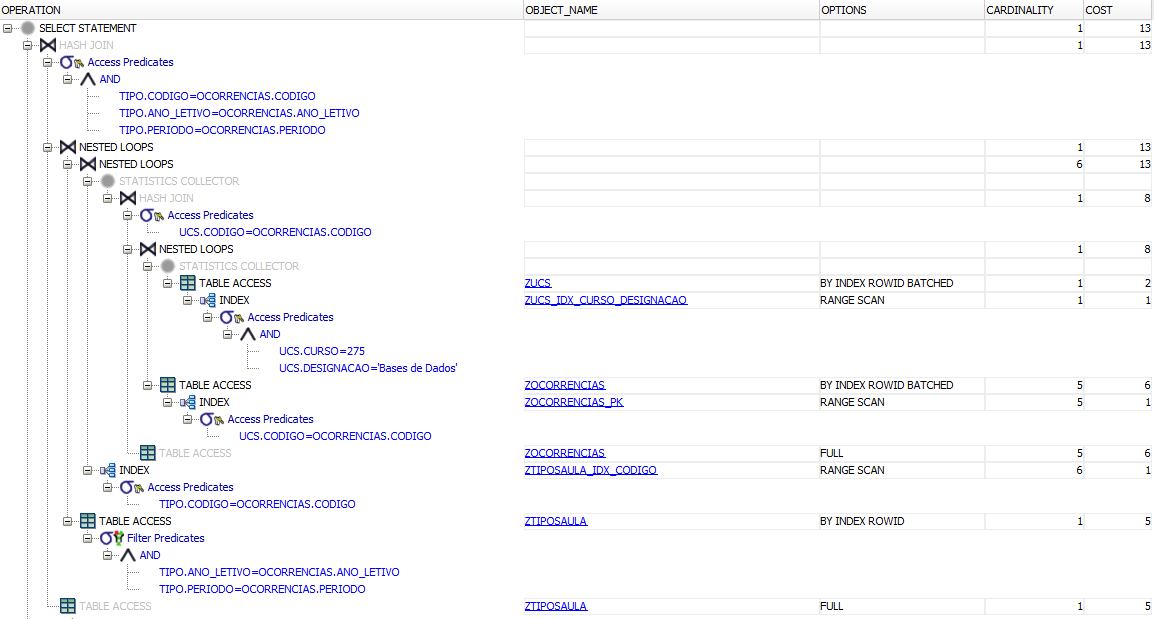 OPERATION OBJECT_NAME OPTIONS CARDINALITY COST
SELECT STATEMENT 1 13
HASH JOIN 1 13
Access Predicates
AND
TIPO.CODIGO=OCORRENCIAS.CODIGO
TIPO.ANO_LETIVO=OCORRENCIAS.ANO_LETIVO
TIPO.PERIODO=OCORRENCIAS.PERIODO
NESTED LOOPS 1 13
NESTED LOOPS 6 13
STATISTICS COLLECTOR
HASH JOIN 1 8
Access Predicates
UCS.CODIGO=OCORRENCIAS.CODIGO
NESTED LOOPS 1 8
STATISTICS COLLECTOR
TABLE ACCESS ZUCS BY INDEX ROWID BATCHED 1 2
INDEX ZUCS_IDX_CURSO_DESIGNACAO RANGE SCAN 1 1
Access Predicates
AND
UCS.CURSO=275
UCS.DESIGNACAO='Bases de Dados'
TABLE ACCESS ZOCORRENCIAS BY INDEX ROWID BATCHED 5 6
INDEX ZOCORRENCIAS_PK RANGE SCAN 5 1
Access Predicates
UCS.CODIGO=OCORRENCIAS.CODIGO
TABLE ACCESS ZOCORRENCIAS FULL 5 6
INDEX ZTIPOSAULA_IDX_CODIGO RANGE SCAN 6 1
Access Predicates
TIPO.CODIGO=OCORRENCIAS.CODIGO
TABLE ACCESS ZTIPOSAULA BY INDEX ROWID 1 5
Filter Predicates
AND
TIPO.ANO_LETIVO=OCORRENCIAS.ANO_LETIVO
TIPO.PERIODO=OCORRENCIAS.PERIODO
TABLE ACCESS ZTIPOSAULA FULL 1 5